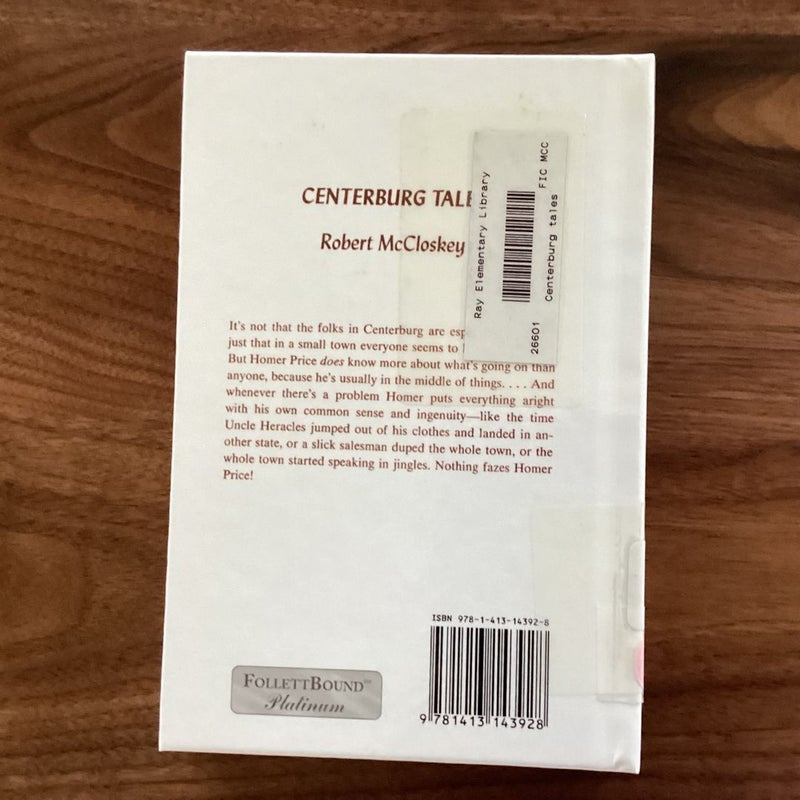 CENTERBURG TALE
Robert McCloskey
It's not that the folks in Centerburg are esp
just that in a small town everyone seems to
But Homer Price does know more about what's going on than
anyone, because he's usually in the middle of things. . . . And
whenever there's a problem Homer puts everything aright
with his own common sense and ingenuity—like the time
Uncle Heracles jumped out of his clothes and landed in an-
other state, or a slick salesman duped the whole town, or the
whole town started speaking in jingles. Nothing fazes Homer
Price!
Ray Elementary Library
26601 FIC MCC
Centerburg tales
ISBN 978-1-413-14392-8
9 781413 143928
FOLLETTBOUND™
Platinum